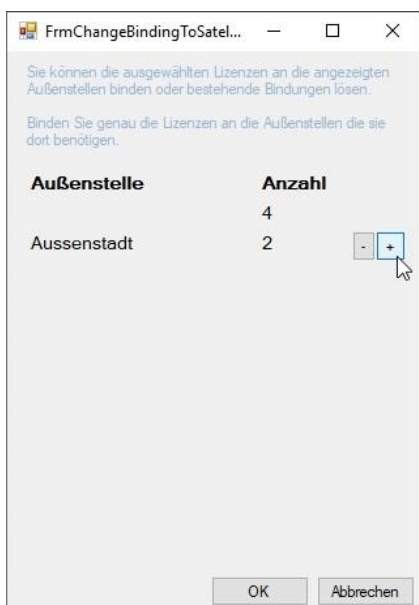 FrmChangeBindingToSatel...
Sie können die ausgewählten Lizenzen an die angezeigten
Außenstellen binden oder bestehende Bindungen lösen.
Binden Sie genau die Lizenzen an die Außenstellen die sie
dort benötigen.
Außenstelle Anzahl
4
Aussenstadt 2 - +
OK Abbrechen